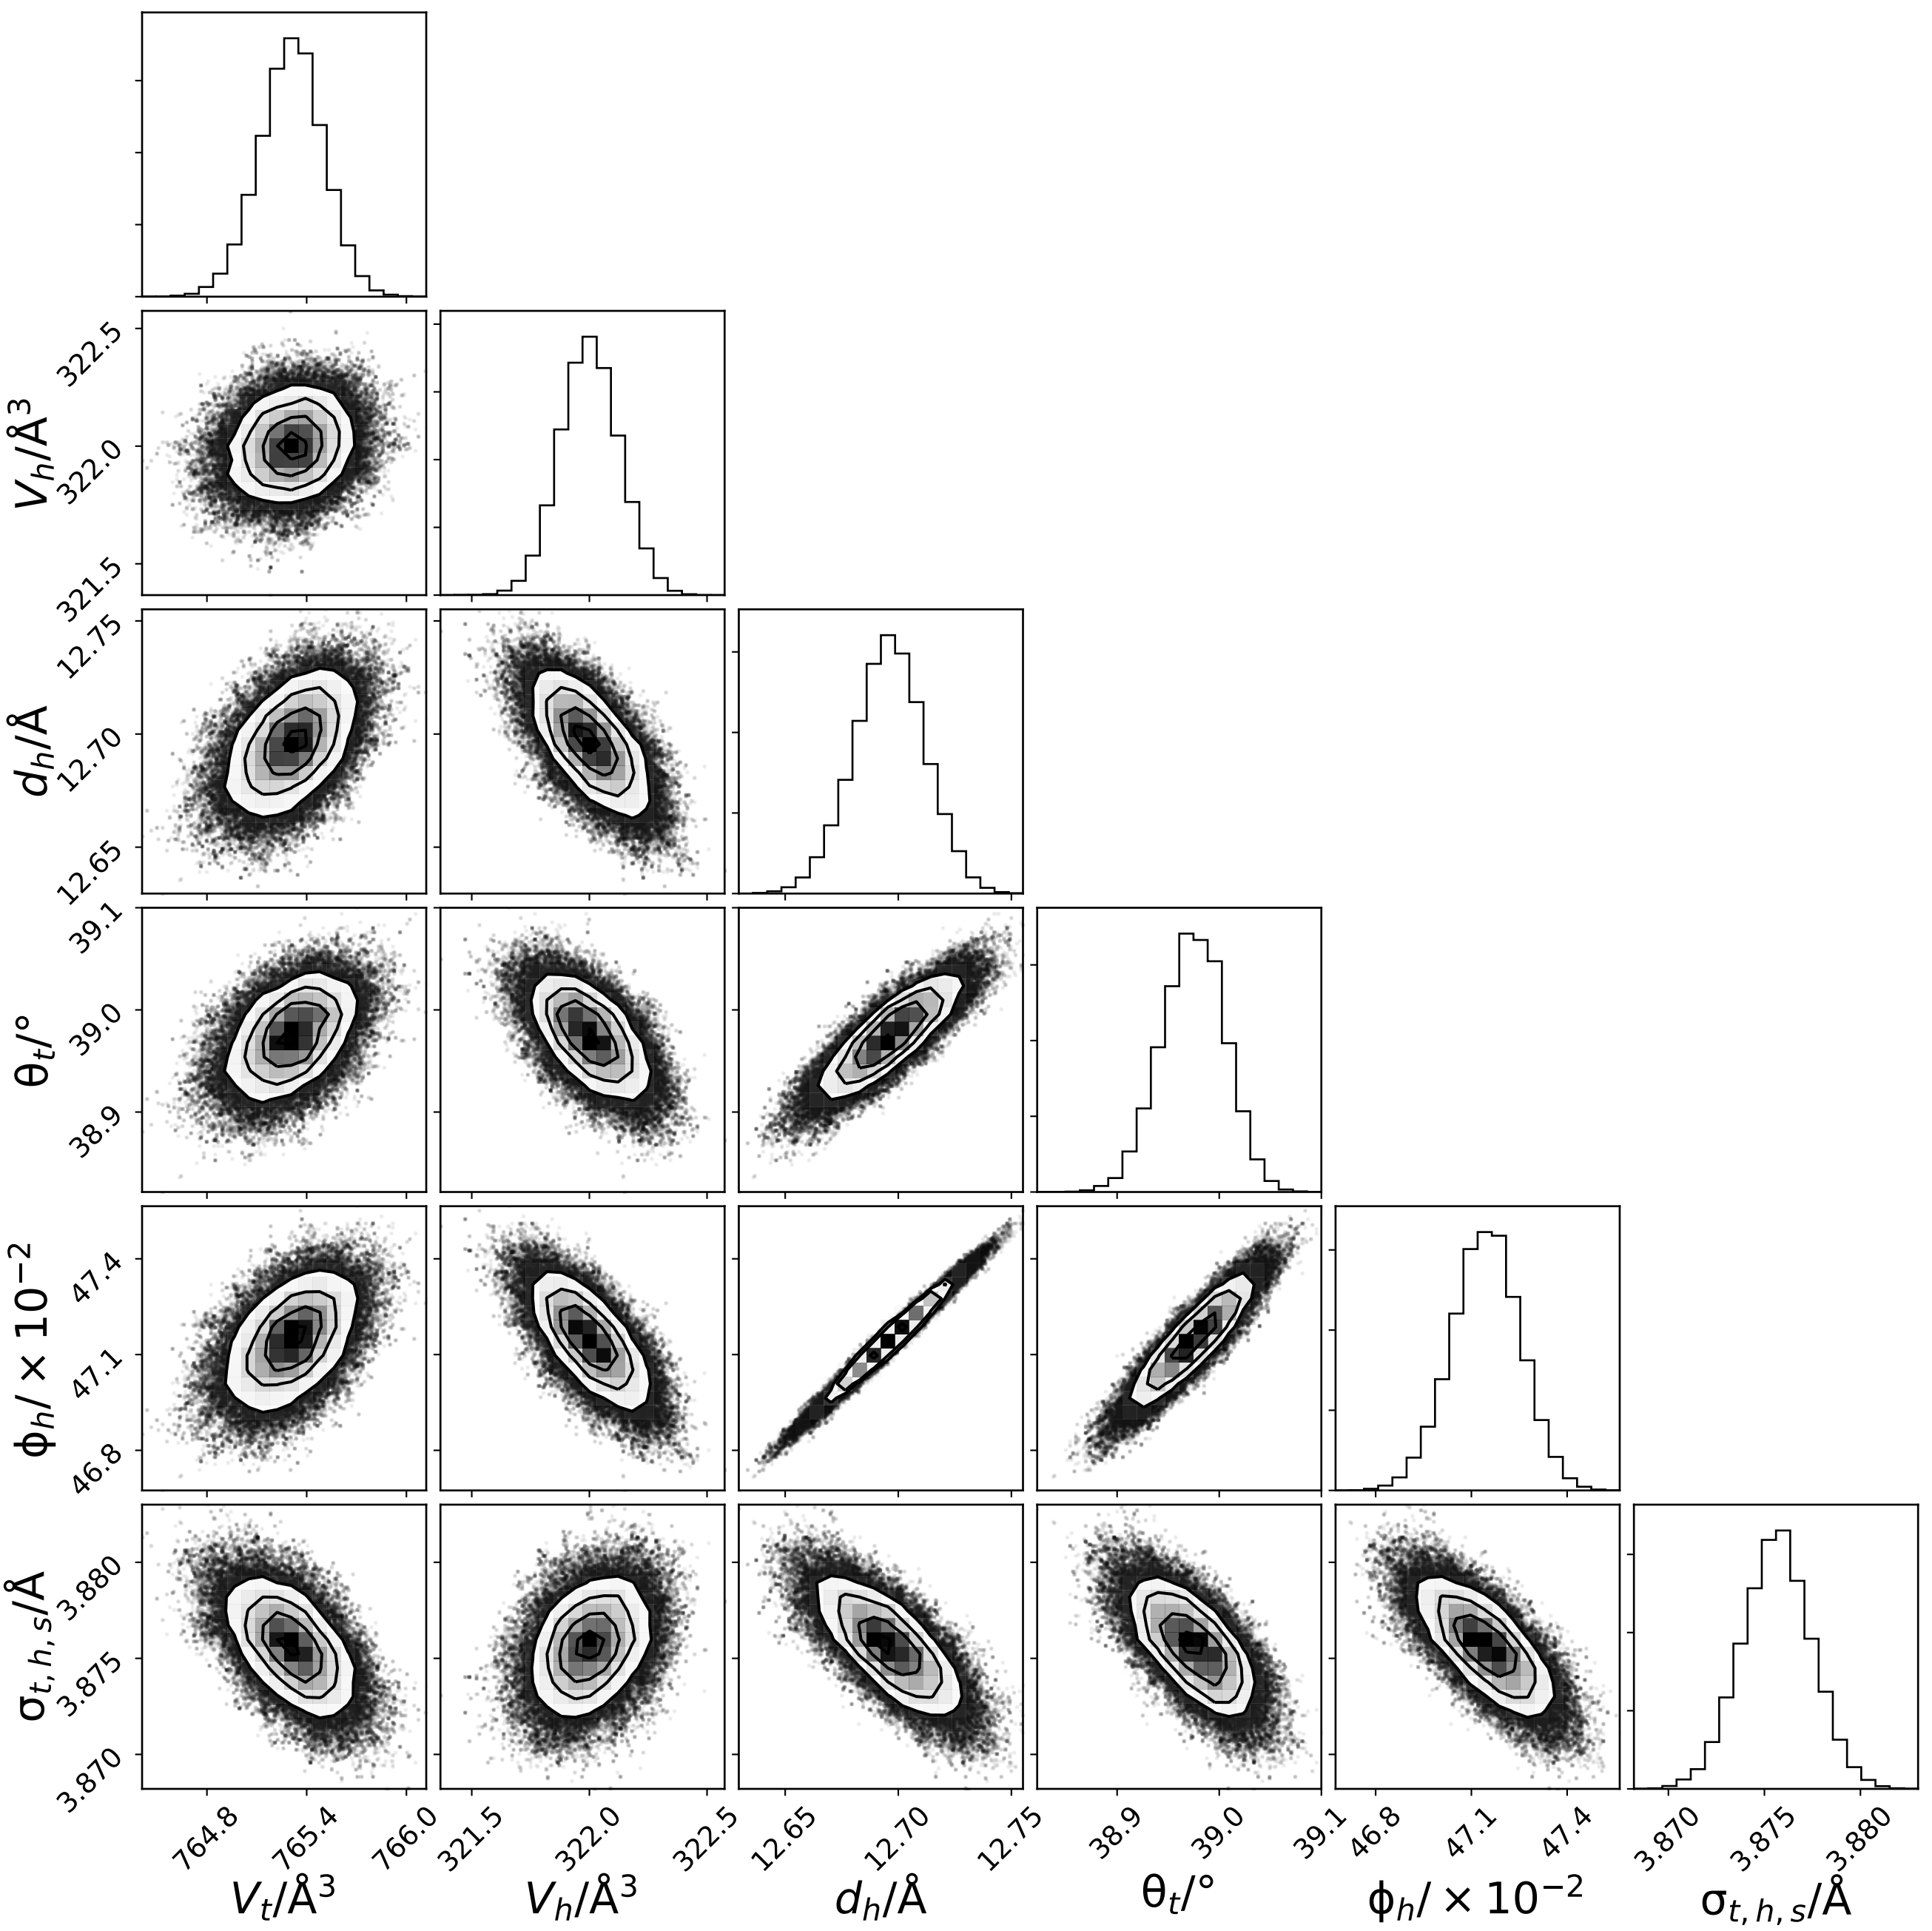 V_h/Å^3
322.5
322.0
321.5
d_h/Å
12.75
12.70
12.65
θ_t/°
39.1
39.0
38.9
ϕ_h/ × 10^−2
47.4
47.1
46.8
σ_{t, h, s}/Å
3.880
3.875
3.870
764.8 765.4 766.0 321.5 322.0 322.5 12.65 12.70 12.75 38.9 39.0 39.1 46.8 47.1 47.4 3.870 3.875 3.880
V_t/Å^3 V_h/Å^3 d_h/Å θ_t/° ϕ_h/ × 10^−2 σ_{t, h, s}/Å